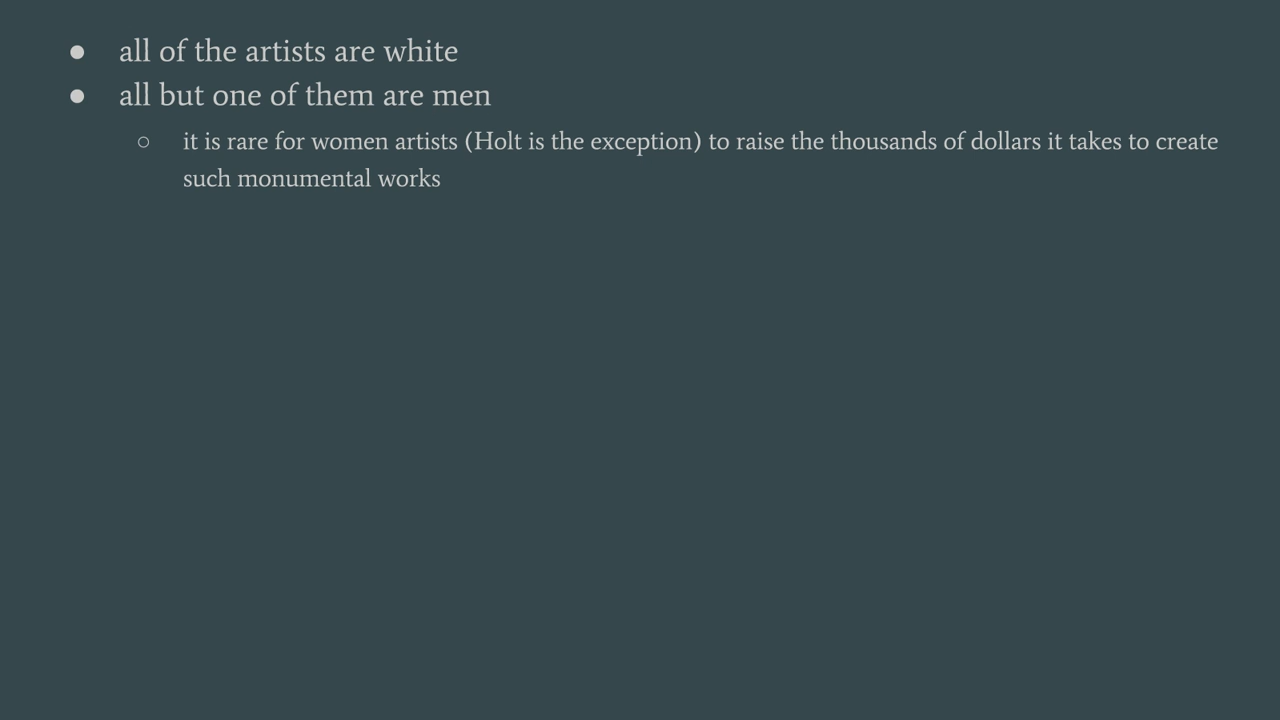 ● all of the artists are white
● all but one of them are men
○ it is rare for women artists (Holt is the exception) to raise the thousands of dollars it takes to create
such monumental works